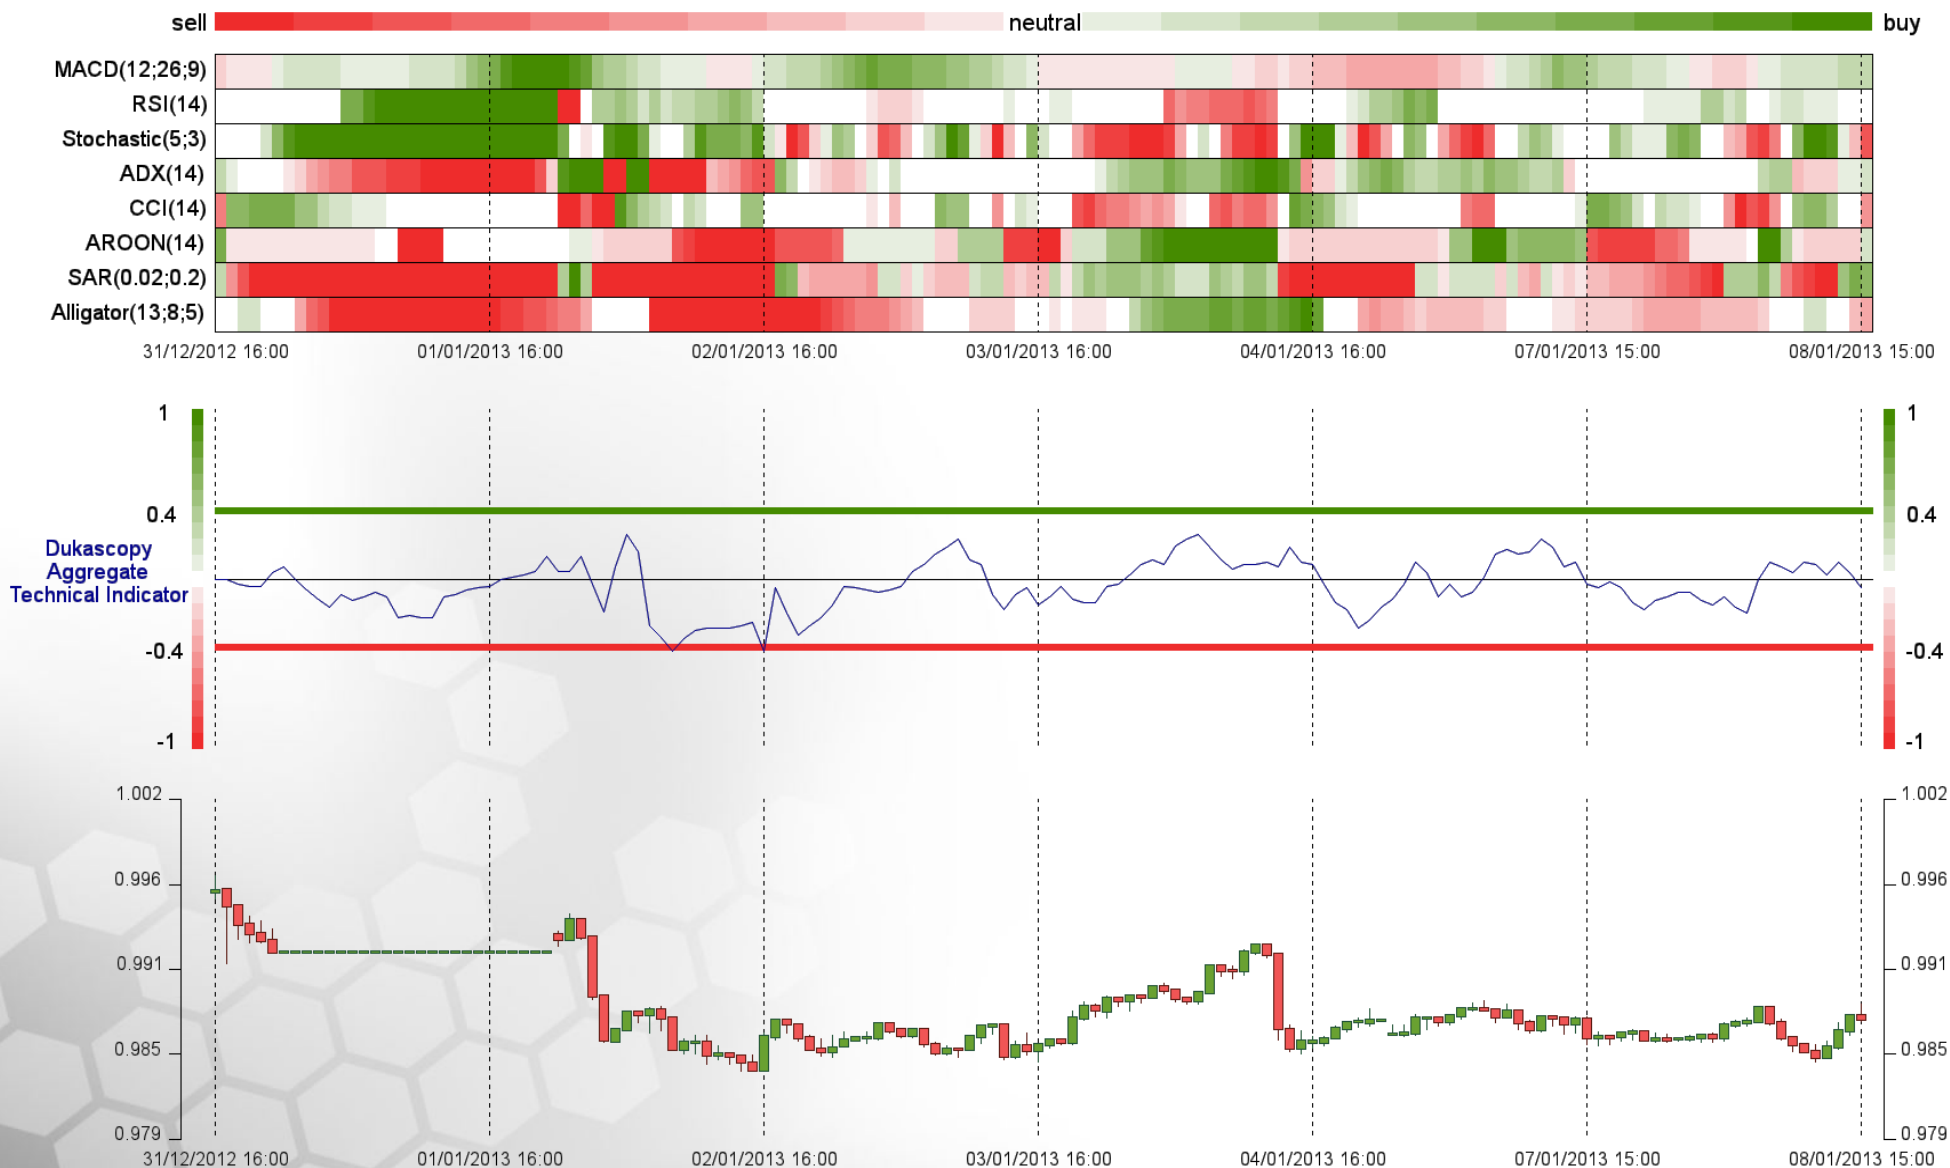 sell neutral buy
MACD(12;26;9)
RSI(14)
Stochastic(5;3)
ADX(14)
CCI(14)
AROON(14)
SAR(0.02;0.2)
Alligator(13;8;5)
31/12/2012 16:00 01/01/2013 16:00 02/01/2013 16:00 03/01/2013 16:00 04/01/2013 16:00 07/01/2013 15:00 08/01/2013 15:00
1 1
0.4 0.4
Dukascopy
Aggregate
Technical Indicator
-0.4 -0.4
-1 -1
1.002 1.002
0.996 0.996
0.991 0.991
0.985 0.985
0.979 0.979
31/12/2012 16:00 01/01/2013 16:00 02/01/2013 16:00 03/01/2013 16:00 04/01/2013 16:00 07/01/2013 15:00 08/01/2013 15:00